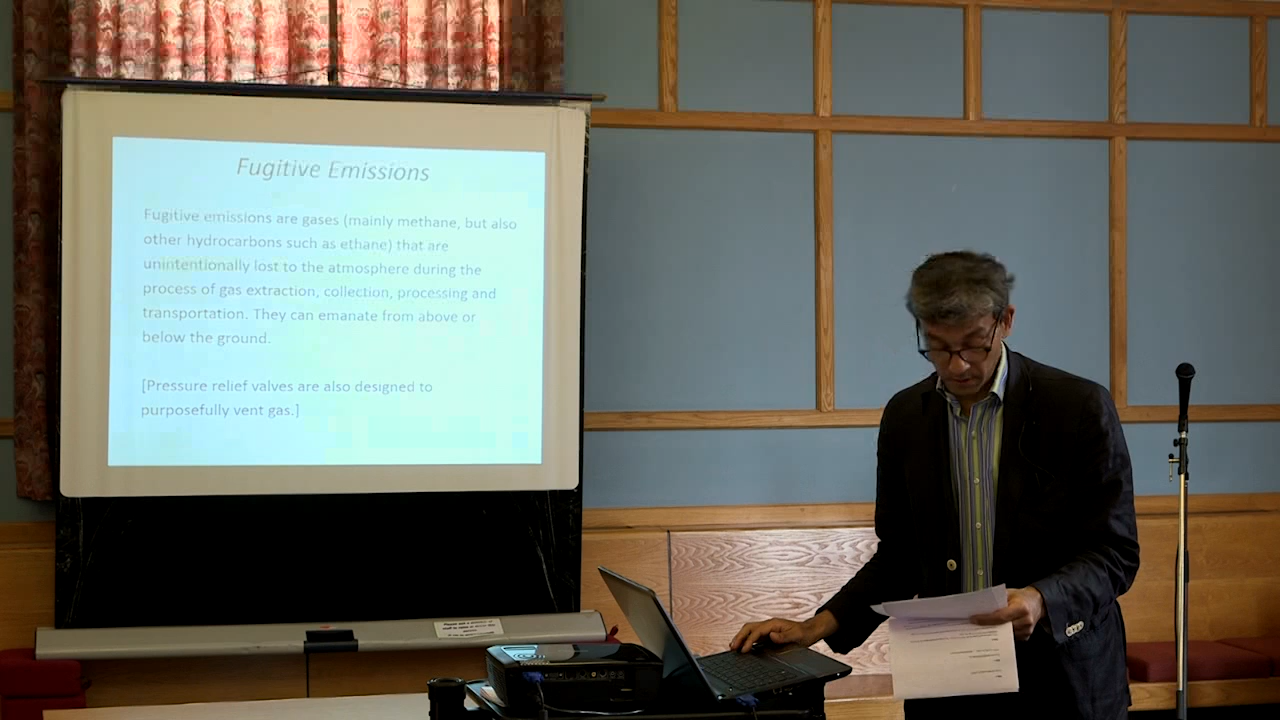 Fugitive Emissions
Fugitive emissions are gases (mainly methane, but also
other hydrocarbons such as ethane) that are
unintentionally lost to the atmosphere during the
process of gas extraction, collection, processing and
transportation. They can emanate from above or
below the ground.
[Pressure relief valves are also designed to
purposefully vent gas.]